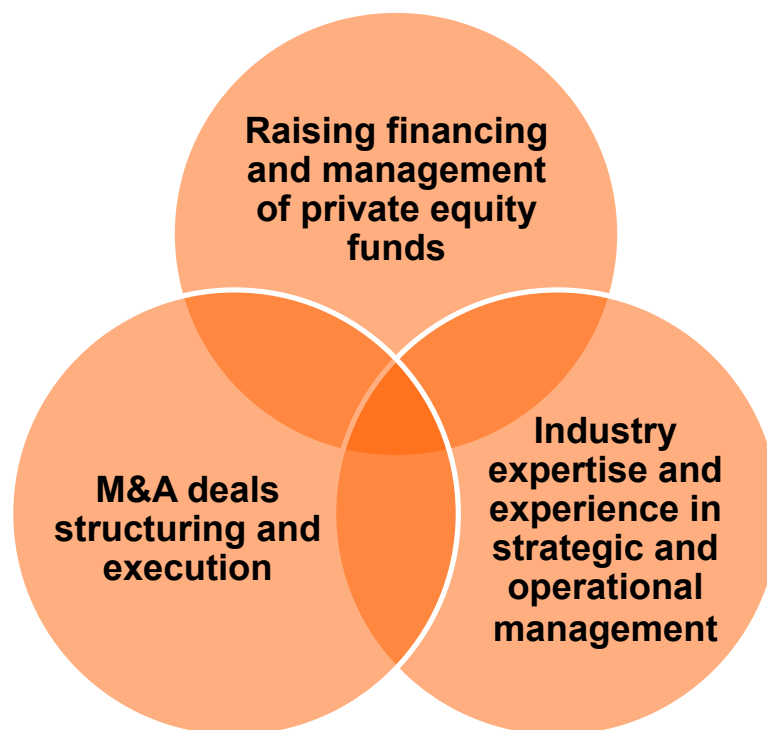 Raising financing
and management
of private equity
funds
M&A deals
structuring and
execution
Industry
expertise and
experience in
strategic and
operational
management